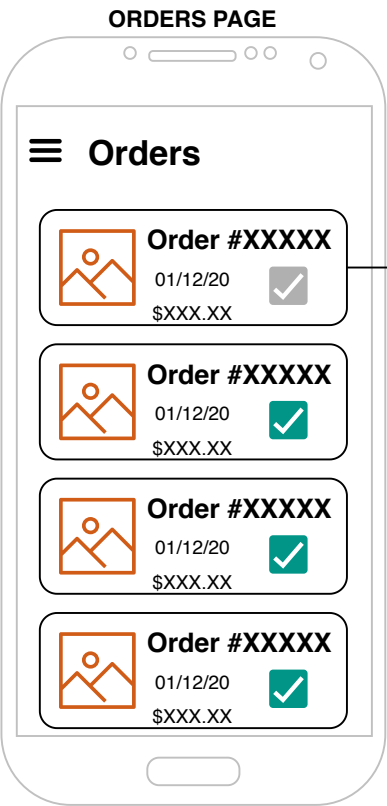 ORDERS PAGE
Orders
Order #XXXXX
01/12/20
$XXX.XX
Order #XXXXX
01/12/20
$XXX.XX
Order #XXXXX
01/12/20
$XXX.XX
Order #XXXXX
01/12/20
$XXX.XX